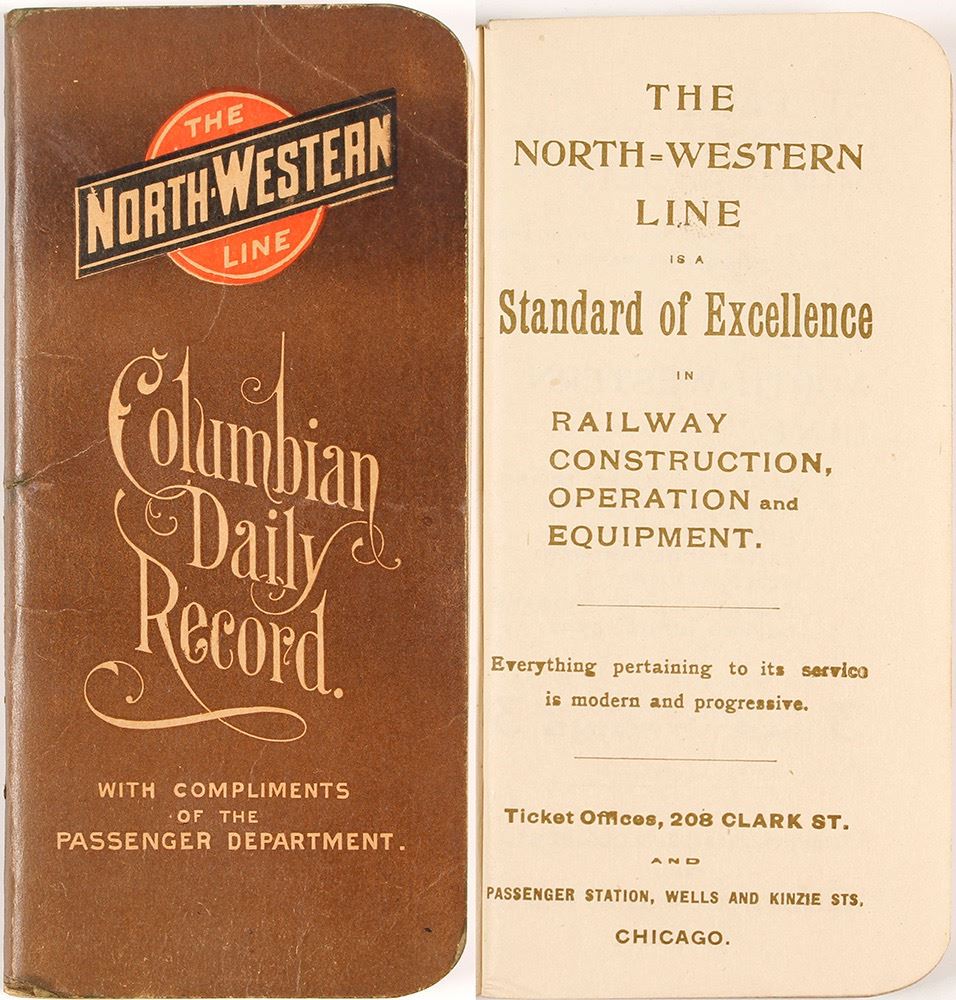 THE
NORTH-WESTERN
LINE
Columbian
Daily
Record.
WITH COMPLIMENTS
OF THE
PASSENGER DEPARTMENT.
THE
NORTH=WESTERN
LINE
IS A
Standard of Excellence
IN
RAILWAY
CONSTRUCTION,
OPERATION and
EQUIPMENT.
Everything pertaining to its service
is modern and progressive.
Ticket Offices, 208 CLARK ST.
AND
PASSENGER STATION, WELLS AND KINZIE STS,
CHICAGO.